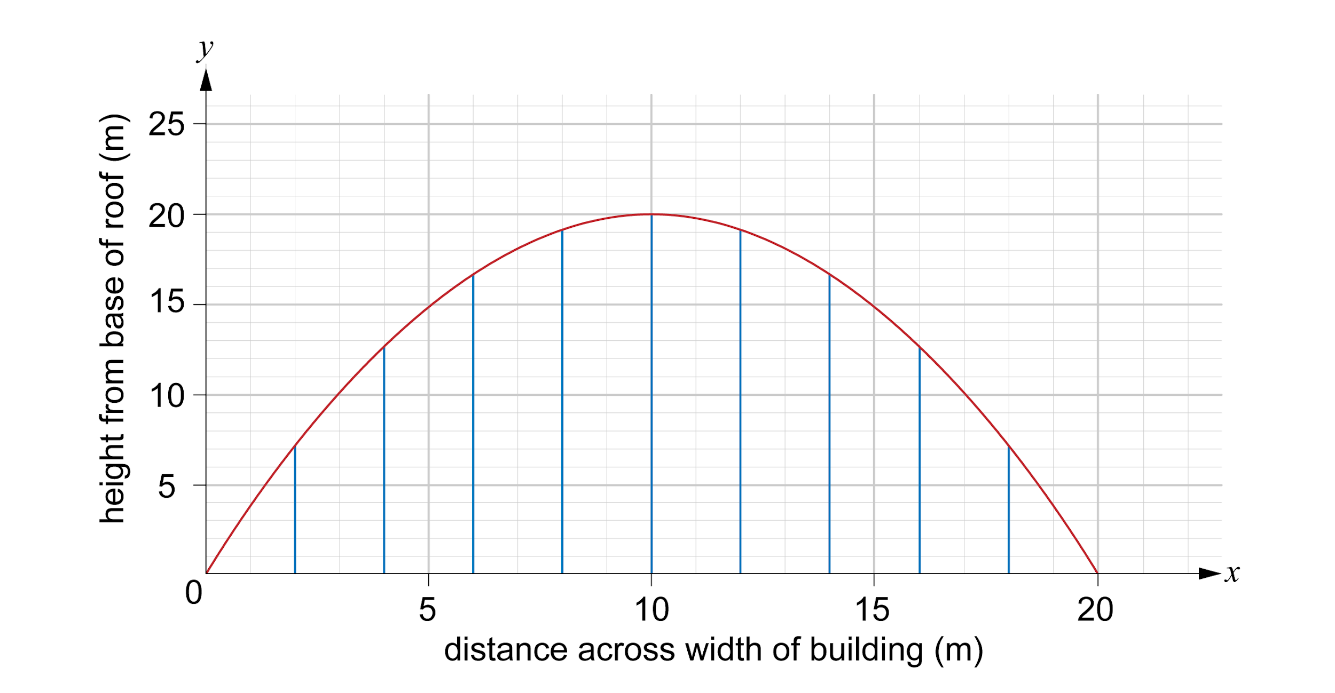 y
height from base of roof (m)
25
20
15
10
5
0
5
10
15
20
x
distance across width of building (m)